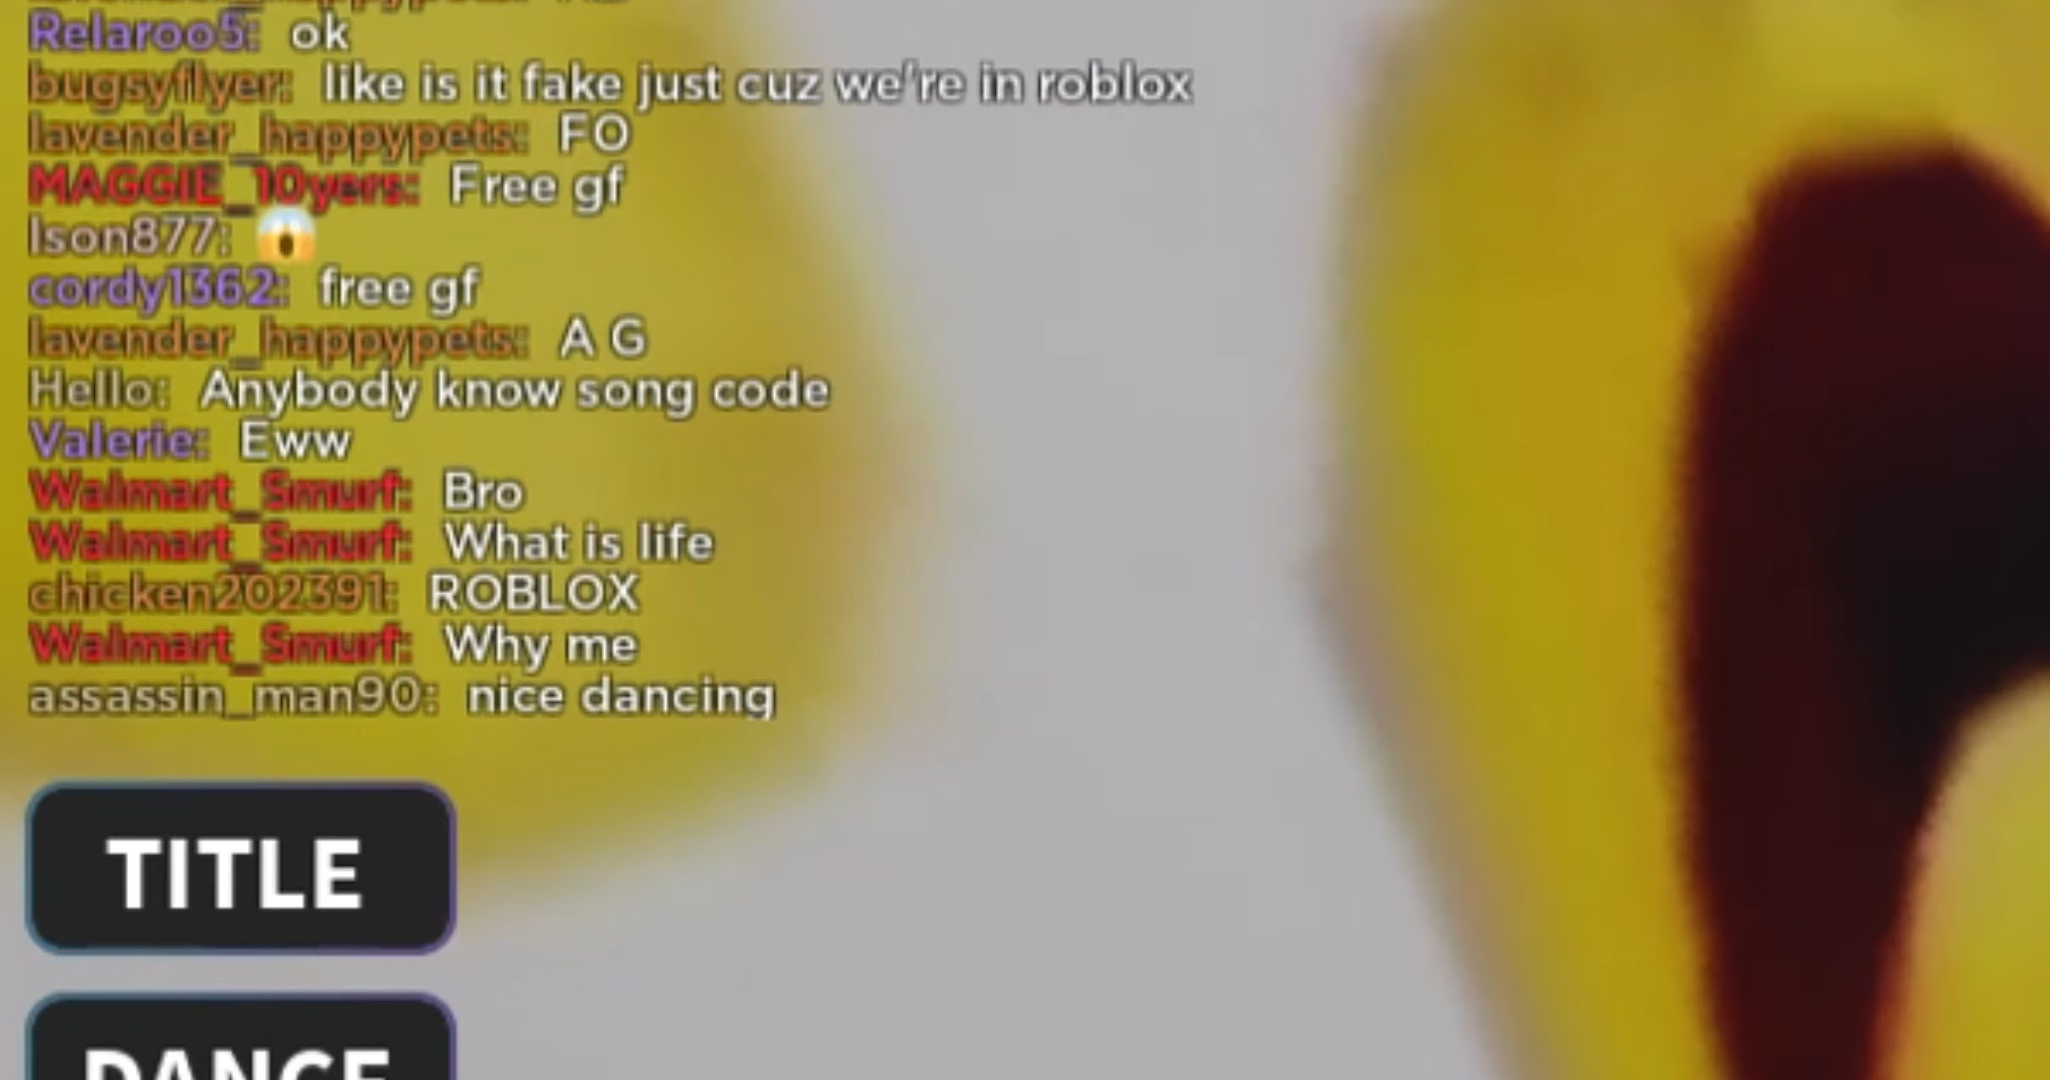 Relaroo5: ok
bugsyflyer: like is it fake just cuz we're in roblox
lavender_happypets: FO
MAGGIE_10yers: Free gf
lson877: 😱
cordy1362: free gf
lavender_happypets: A G
Hello: Anybody know song code
Valerie: Eww
Walmart_Smurf: Bro
Walmart_Smurf: What is life
chicken202391: ROBLOX
Walmart_Smurf: Why me
assassin_man90: nice dancing
TITLE
DANCE